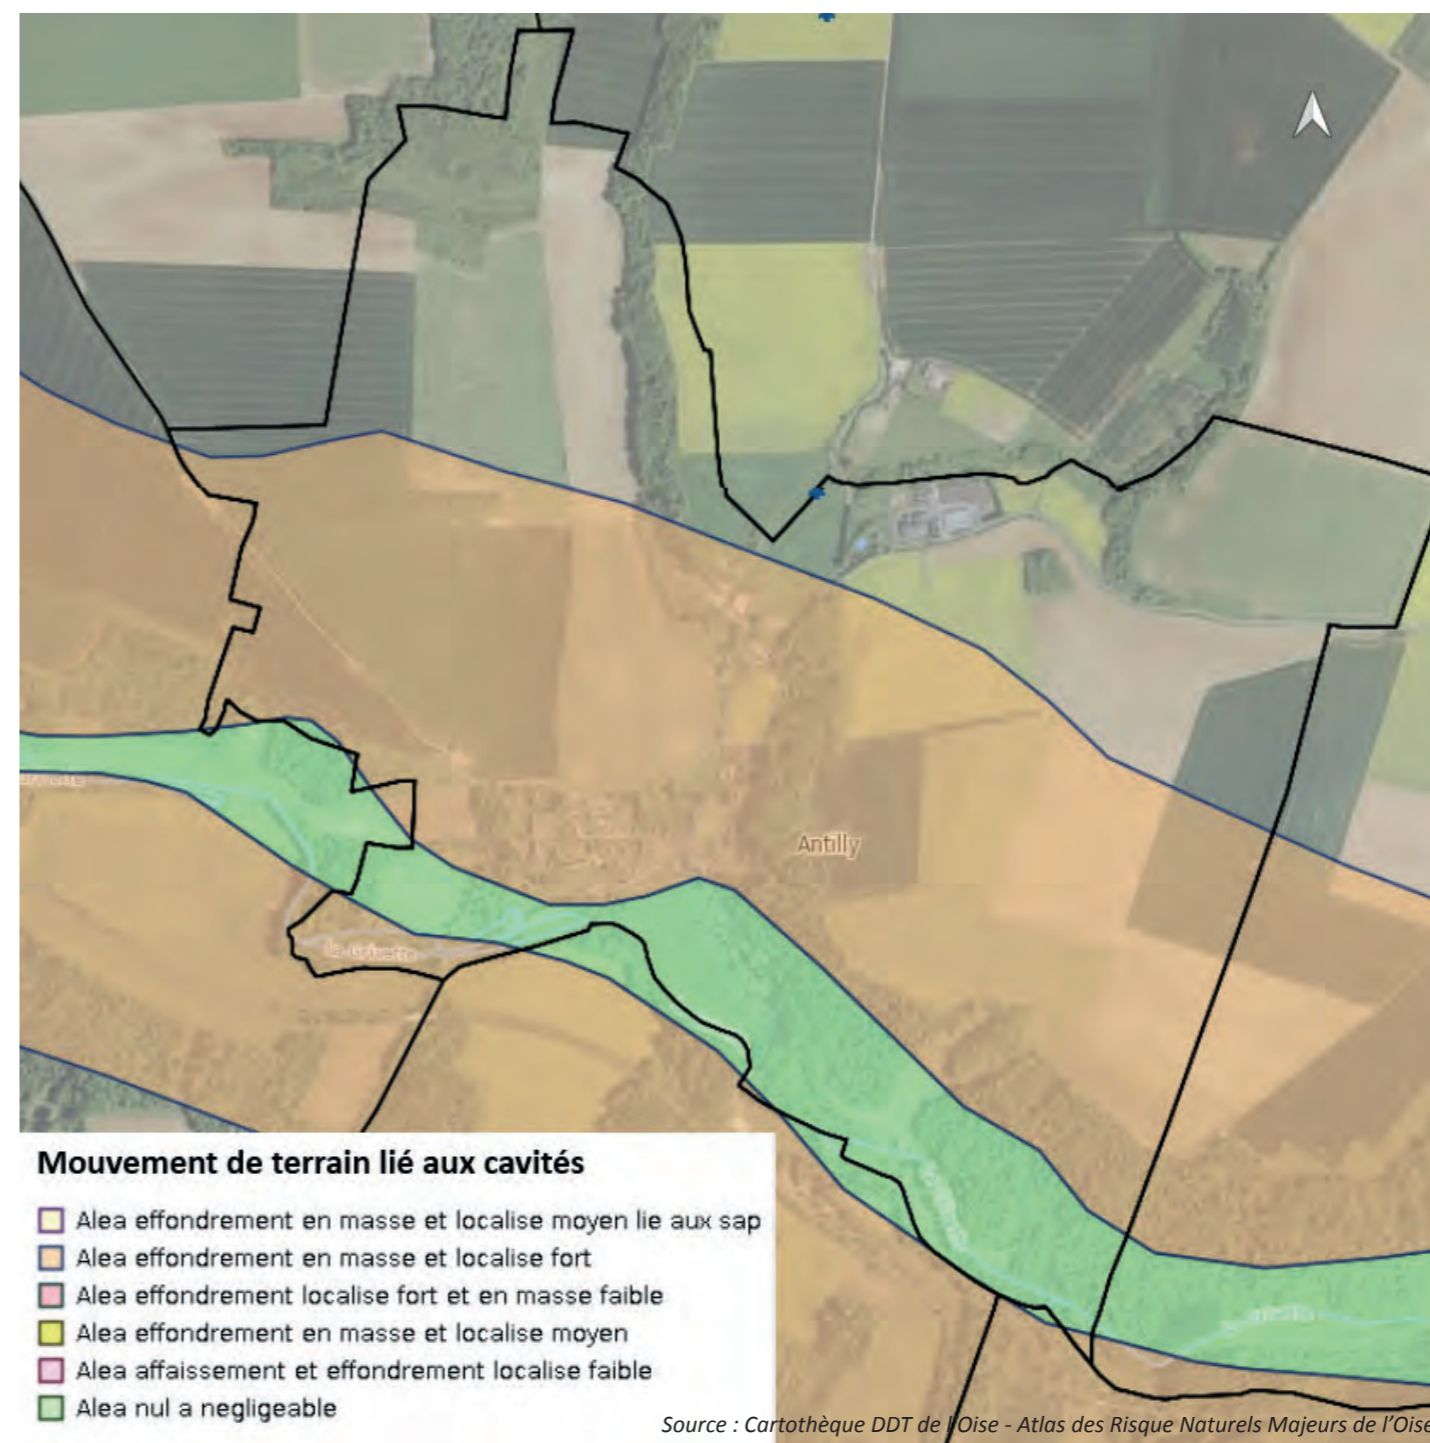 Antilly
la Grivette
Mouvement de terrain lié aux cavités
Alea effondrement en masse et localise moyen lie aux sap
Alea effondrement en masse et localise fort
Alea effondrement localise fort et en masse faible
Alea effondrement en masse et localise moyen
Alea affaissement et effondrement localise faible
Alea nul a negligeable
Source : Cartothèque DDT de l'Oise - Atlas des Risque Naturels Majeurs de l'Oise